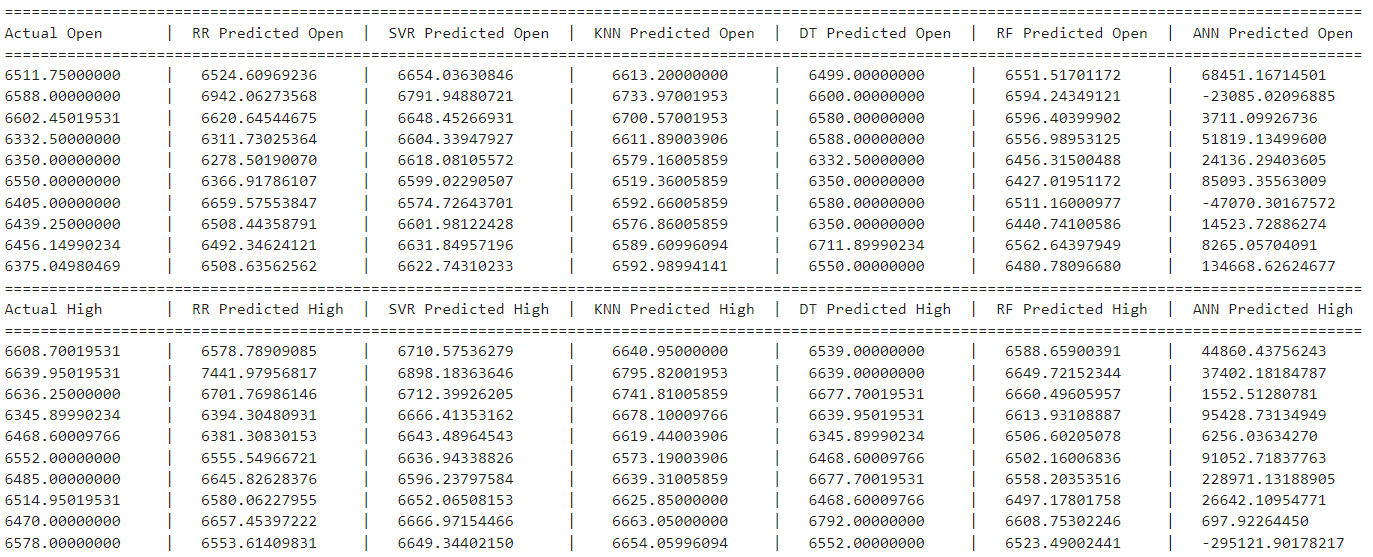 ==========================================================================================================================================================
Actual Open       |  RR Predicted Open  |  SVR Predicted Open  |  KNN Predicted Open  |  DT Predicted Open  |  RF Predicted Open  |  ANN Predicted Open
==========================================================================================================================================================
6511.75000000     |   6524.60969236     |   6654.03630846      |    6613.20000000     |   6499.00000000     |   6551.51701172     |   68451.16714501
6588.00000000     |   6942.06273568     |   6791.94880721      |    6733.97001953     |   6600.00000000     |   6594.24349121     |   -23085.02096885
6602.45019531     |   6620.64544675     |   6648.45266931      |    6700.57001953     |   6580.00000000     |   6596.40399902     |   3711.09926736
6332.50000000     |   6311.73025364     |   6604.33947927      |    6611.89003906     |   6588.00000000     |   6556.98953125     |   51819.13499600
6350.00000000     |   6278.50190070     |   6618.08105572      |    6579.16005859     |   6332.50000000     |   6456.31500488     |   24136.29403605
6550.00000000     |   6366.91786107     |   6599.02290507      |    6519.36005859     |   6350.00000000     |   6427.01951172     |   85093.35563009
6405.00000000     |   6659.57553847     |   6574.72643701      |    6592.66005859     |   6580.00000000     |   6511.16000977     |   -47070.30167572
6439.25000000     |   6508.44358791     |   6601.98122428      |    6576.86005859     |   6350.00000000     |   6440.74100586     |   14523.72886274
6456.14990234     |   6492.34624121     |   6631.84957196      |    6589.60996094     |   6711.89990234     |   6562.64397949     |   8265.05704091
6375.04980469     |   6508.63562562     |   6622.74310233      |    6592.98994141     |   6550.00000000     |   6480.78096680     |   134668.62624677
==========================================================================================================================================================
Actual High       |  RR Predicted High  |  SVR Predicted High  |  KNN Predicted High  |  DT Predicted High  |  RF Predicted High  |  ANN Predicted High
==========================================================================================================================================================
6608.70019531     |   6578.78909085     |   6710.57536279      |    6640.95000000     |   6539.00000000     |   6588.65900391     |   44860.43756243
6639.95019531     |   7441.97956817     |   6898.18363646      |    6795.82001953     |   6639.00000000     |   6649.72152344     |   37402.18184787
6636.25000000     |   6701.76986146     |   6712.39926205      |    6741.81005859     |   6677.70019531     |   6660.49605957     |   1552.51280781
6345.89990234     |   6394.30480931     |   6666.41353162      |    6678.10009766     |   6639.95019531     |   6613.93108887     |   95428.73134949
6468.60009766     |   6381.30830153     |   6643.48964543      |    6619.44003906     |   6345.89990234     |   6506.60205078     |   6256.03634270
6552.00000000     |   6555.54966721     |   6636.94338826      |    6573.19003906     |   6468.60009766     |   6502.16006836     |   91052.71837763
6485.00000000     |   6645.82628376     |   6596.23797584      |    6639.31005859     |   6677.70019531     |   6558.20353516     |   228971.13188905
6514.95019531     |   6580.06227955     |   6652.06508153      |    6625.85000000     |   6468.60009766     |   6497.17801758     |   26642.10954771
6470.00000000     |   6657.45397222     |   6666.97154466      |    6663.05000000     |   6792.00000000     |   6608.75302246     |   697.92264450
6578.00000000     |   6553.61409831     |   6649.34402150      |    6654.05996094     |   6552.00000000     |   6523.49002441     |   -295121.90178217